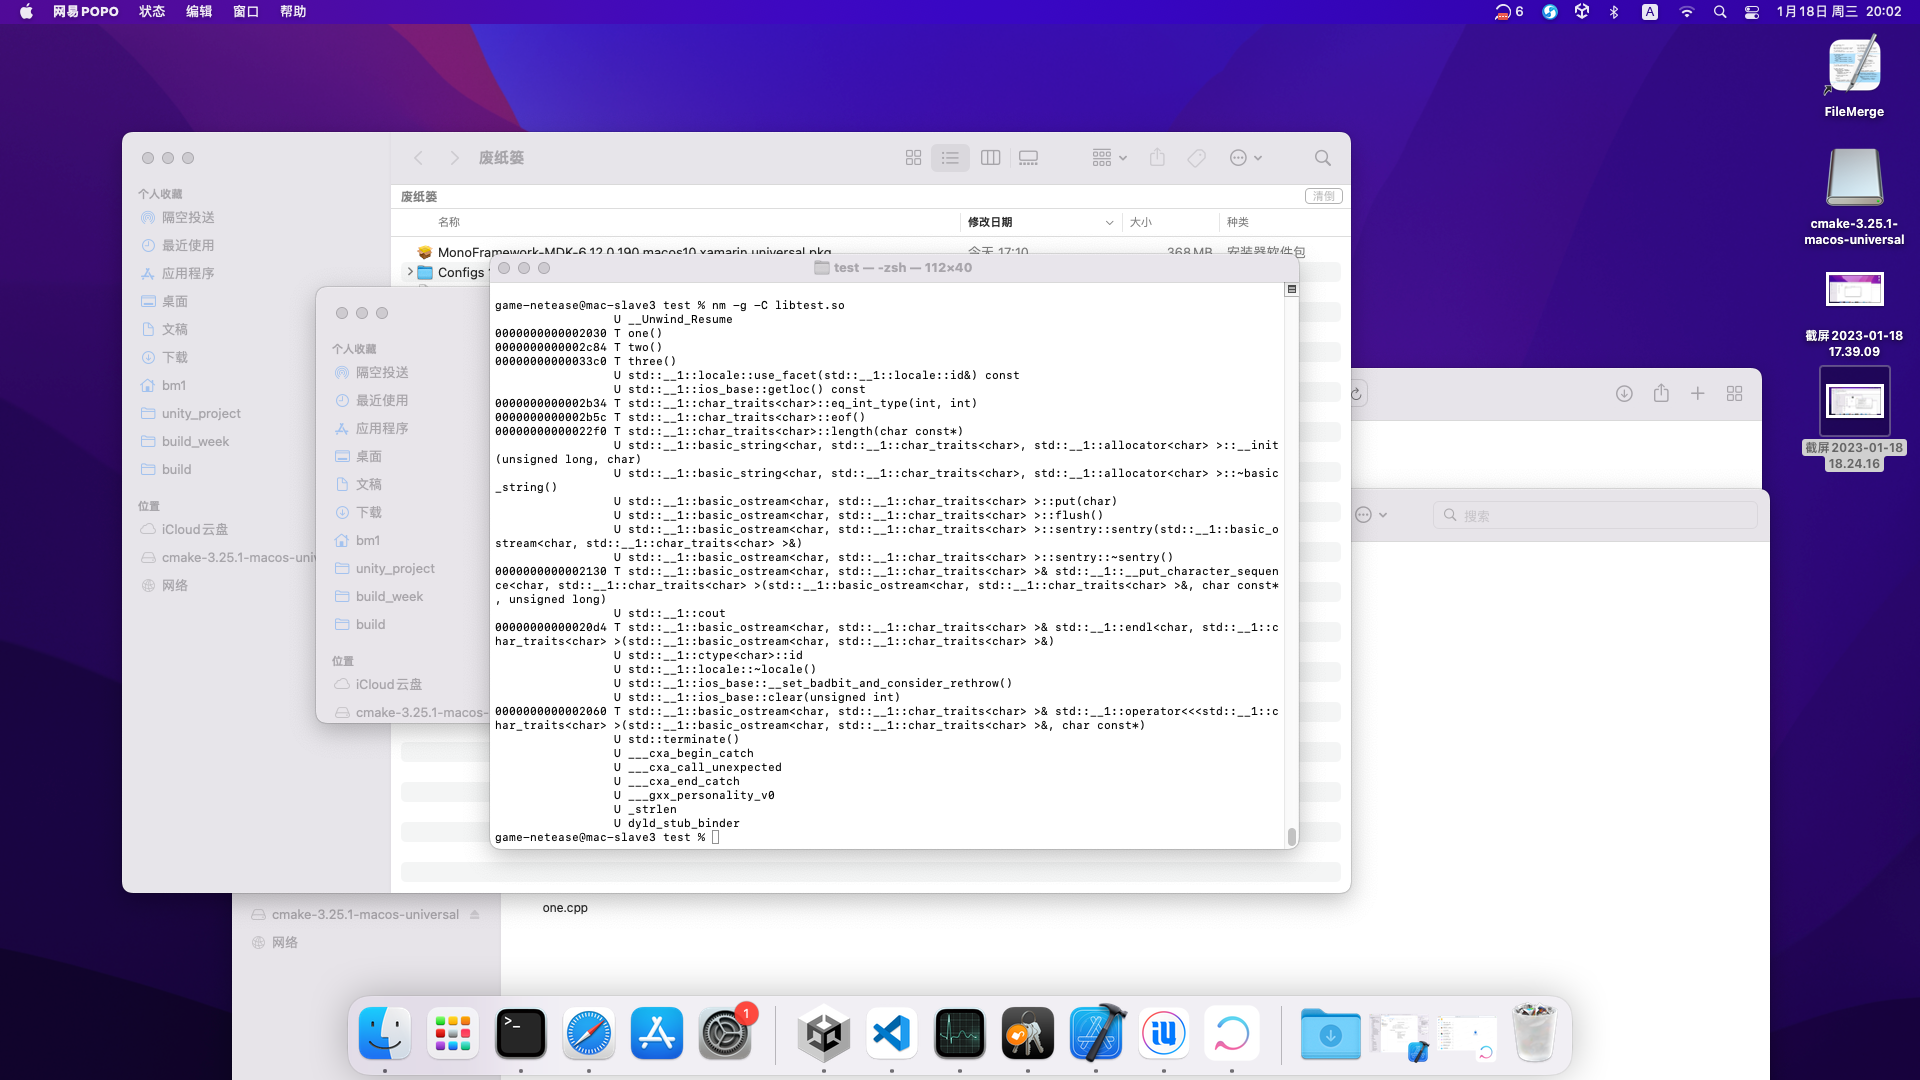 网易POPO 状态 编辑 窗口 帮助 6 A 1月18日 周三 20:02
FileMerge
cmake-3.25.1-
macos-universal
截屏2023-01-18
17.39.09
截屏2023-01-18
18.24.16
废纸篓
个人收藏
隔空投送
最近使用
应用程序
桌面
文稿
下载
bm1
unity_project
build_week
build
位置
iCloud云盘
cmake-3.25.1-macos-uni
网络
废纸篓 清倒
名称 修改日期 大小 种类
MonoFramework-MDK-6.12.0.190.macos10.xamarin.universal.pkg 今天 17:10 368 MB 安装器软件包
Configs
个人收藏
隔空投送
最近使用
应用程序
桌面
文稿
下载
bm1
unity_project
build_week
build
位置
iCloud云盘
cmake-3.25.1-macos-
test — -zsh — 112×40
game-netease@mac-slave3 test % nm -g -C libtest.so
U __Unwind_Resume
0000000000002030 T one()
0000000000002c84 T two()
00000000000033c0 T three()
U std::__1::locale::use_facet(std::__1::locale::id&) const
U std::__1::ios_base::getloc() const
0000000000002b34 T std::__1::char_traits<char>::eq_int_type(int, int)
0000000000002b5c T std::__1::char_traits<char>::eof()
00000000000022f0 T std::__1::char_traits<char>::length(char const*)
U std::__1::basic_string<char, std::__1::char_traits<char>, std::__1::allocator<char> >::__init
(unsigned long, char)
U std::__1::basic_string<char, std::__1::char_traits<char>, std::__1::allocator<char> >::~basic
_string()
U std::__1::basic_ostream<char, std::__1::char_traits<char> >::put(char)
U std::__1::basic_ostream<char, std::__1::char_traits<char> >::flush()
U std::__1::basic_ostream<char, std::__1::char_traits<char> >::sentry::sentry(std::__1::basic_o
stream<char, std::__1::char_traits<char> >&)
U std::__1::basic_ostream<char, std::__1::char_traits<char> >::sentry::~sentry()
0000000000002130 T std::__1::basic_ostream<char, std::__1::char_traits<char> >& std::__1::__put_character_sequen
ce<char, std::__1::char_traits<char> >(std::__1::basic_ostream<char, std::__1::char_traits<char> >&, char const*
, unsigned long)
U std::__1::cout
00000000000020d4 T std::__1::basic_ostream<char, std::__1::char_traits<char> >& std::__1::endl<char, std::__1::c
har_traits<char> >(std::__1::basic_ostream<char, std::__1::char_traits<char> >&)
U std::__1::ctype<char>::id
U std::__1::locale::~locale()
U std::__1::ios_base::__set_badbit_and_consider_rethrow()
U std::__1::ios_base::clear(unsigned int)
0000000000002060 T std::__1::basic_ostream<char, std::__1::char_traits<char> >& std::__1::operator<<<std::__1::c
har_traits<char> >(std::__1::basic_ostream<char, std::__1::char_traits<char> >&, char const*)
U std::terminate()
U ___cxa_begin_catch
U ___cxa_call_unexpected
U ___cxa_end_catch
U ___gxx_personality_v0
U _strlen
U dyld_stub_binder
game-netease@mac-slave3 test %
搜索
cmake-3.25.1-macos-universal
网络
one.cpp
1